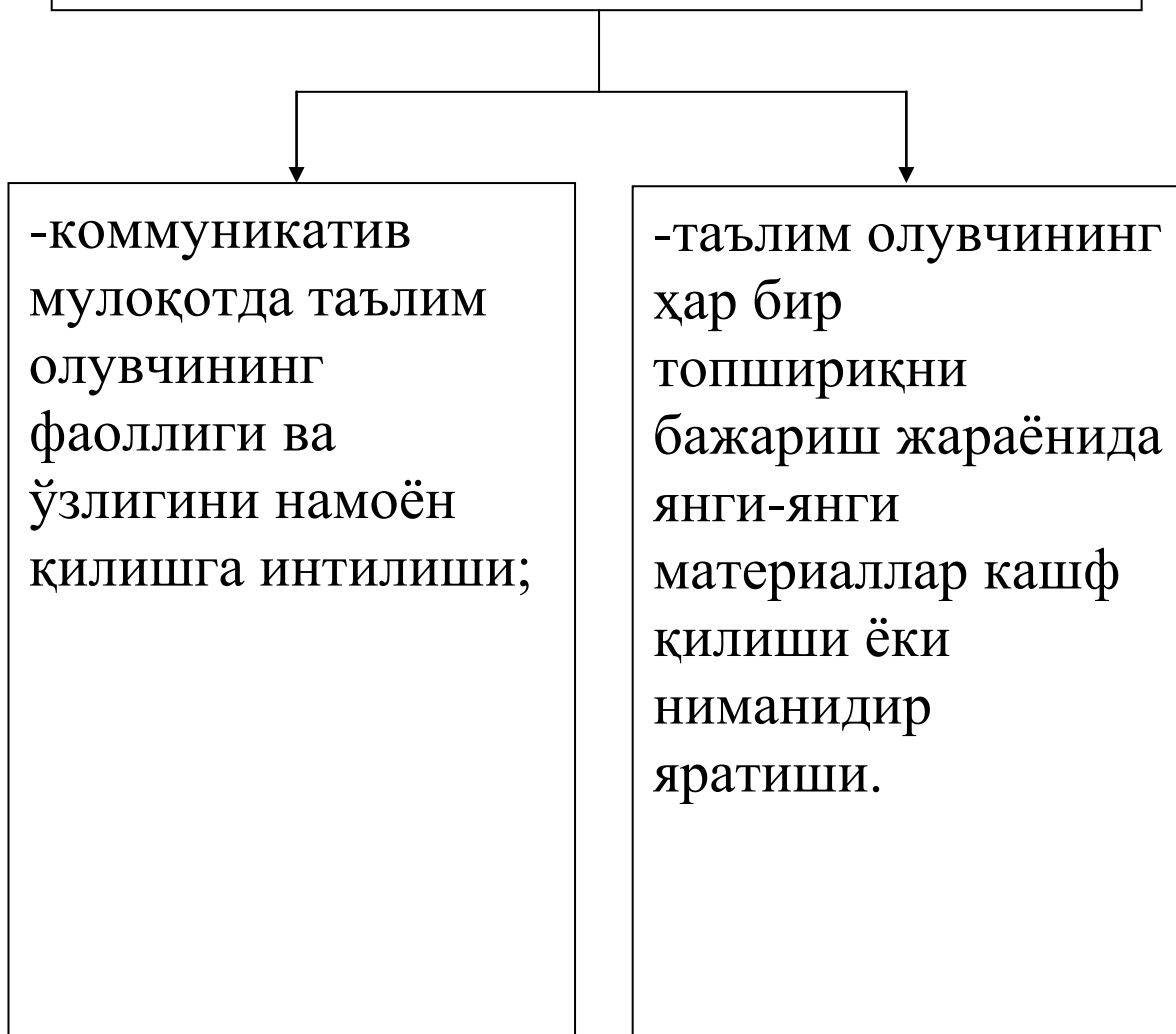 -коммуникатив
мулоқотда таълим
олувчининг
фаоллиги ва
ўзлигини намоён
қилишга интилиши;
-таълим олувчининг
ҳар бир
топшириқни
бажариш жараёнида
янги-янги
материаллар кашф
қилиши ёки
ниманидир
яратиши.